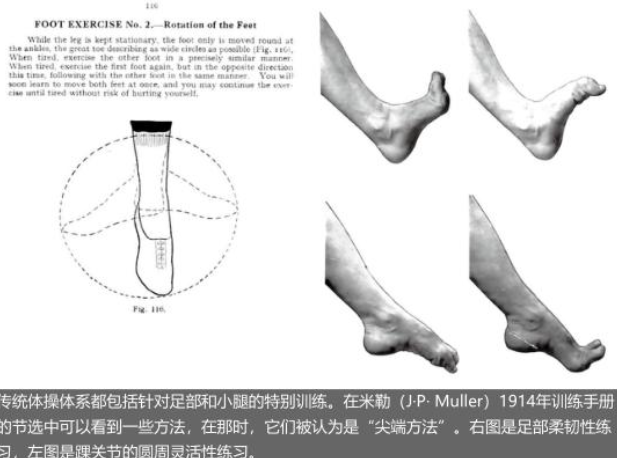 116
FOOT EXERCISE No. 2.—Rotation of the Feet
While the leg is kept stationary, the foot only is moved round at
the ankles, the great toe describing as wide circles as possible (Fig. 116).
When tired, exercise the other foot in a precisely similar manner.
When tired, exercise the first foot again, but in the opposite direction
this time, following with the other foot in the same manner. You will
soon learn to move both feet at once, and you may continue the exer-
cise until tired without risk of hurting yourself.
Fig. 116.
传统体操体系都包括针对足部和小腿的特别训练。在米勒（J·P· Muller）1914年训练手册
的节选中可以看到一些方法，在那时，它们被认为是“尖端方法”。右图是足部柔韧性练
习，左图是踝关节的圆周灵活性练习。